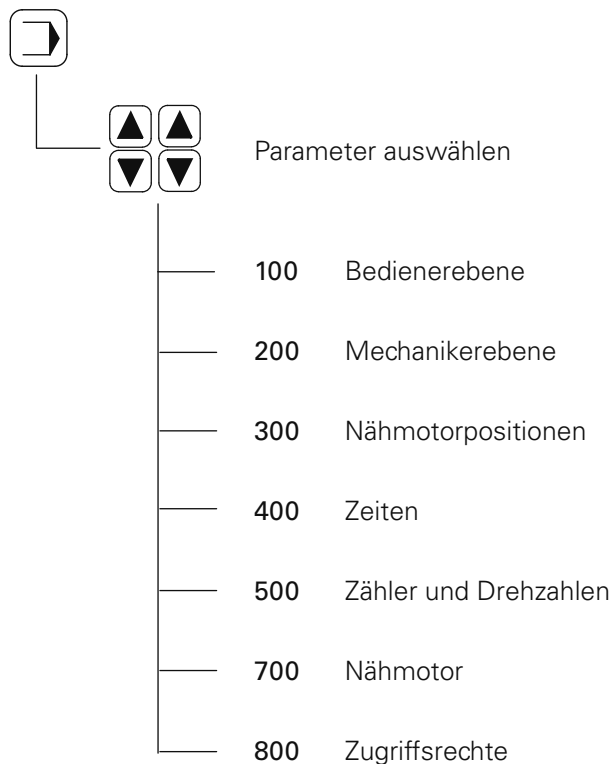 Parameter auswählen
100 Bedienerebene
200 Mechanikerebene
300 Nähmotorpositionen
400 Zeiten
500 Zähler und Drehzahlen
700 Nähmotor
800 Zugriffsrechte